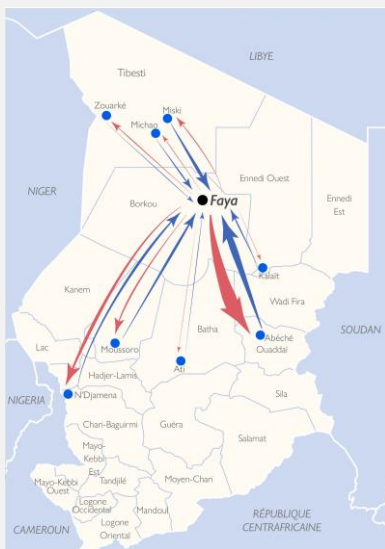 LIBYE
Tibesti
Zouarké
Miski
Michao
NIGER
Ennedi Ouest
Borkou
Faya
Ennedi
Est
Kanem
Kalaït
Wadi Fira
Lac
Batha
Abéché
Ouaddaï
SOUDAN
Moussoro
Ati
Hadjer-Lamis
NIGERIA
N'Djamena
Sila
Chari-Baguirmi
Guéra
Salamat
Mayo-
Kebbi
Est
Mayo-Kebbi
Ouest
Tandjilé
Moyen-Chari
Logone
Occidental
Mandoul
Logone
Oriental
CAMEROUN
RÉPUBLIQUE
CENTRAFRICAINE